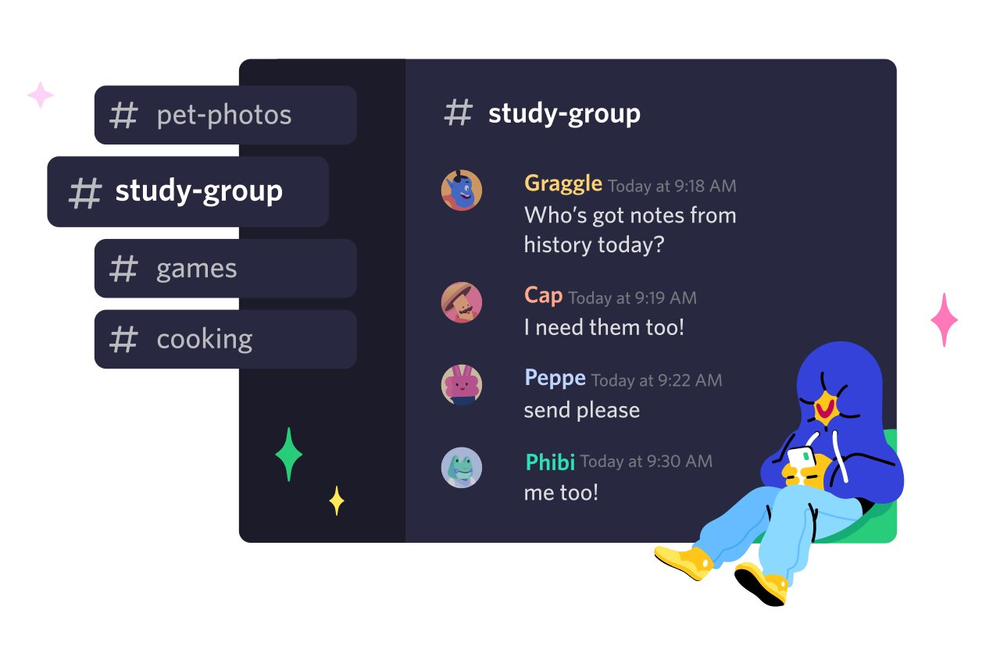 # pet-photos
# study-group
# games
# cooking
# study-group
Graggle Today at 9:18 AM
Who’s got notes from
history today?
Cap Today at 9:19 AM
I need them too!
Peppe Today at 9:22 AM
send please
Phibi Today at 9:30 AM
me too!